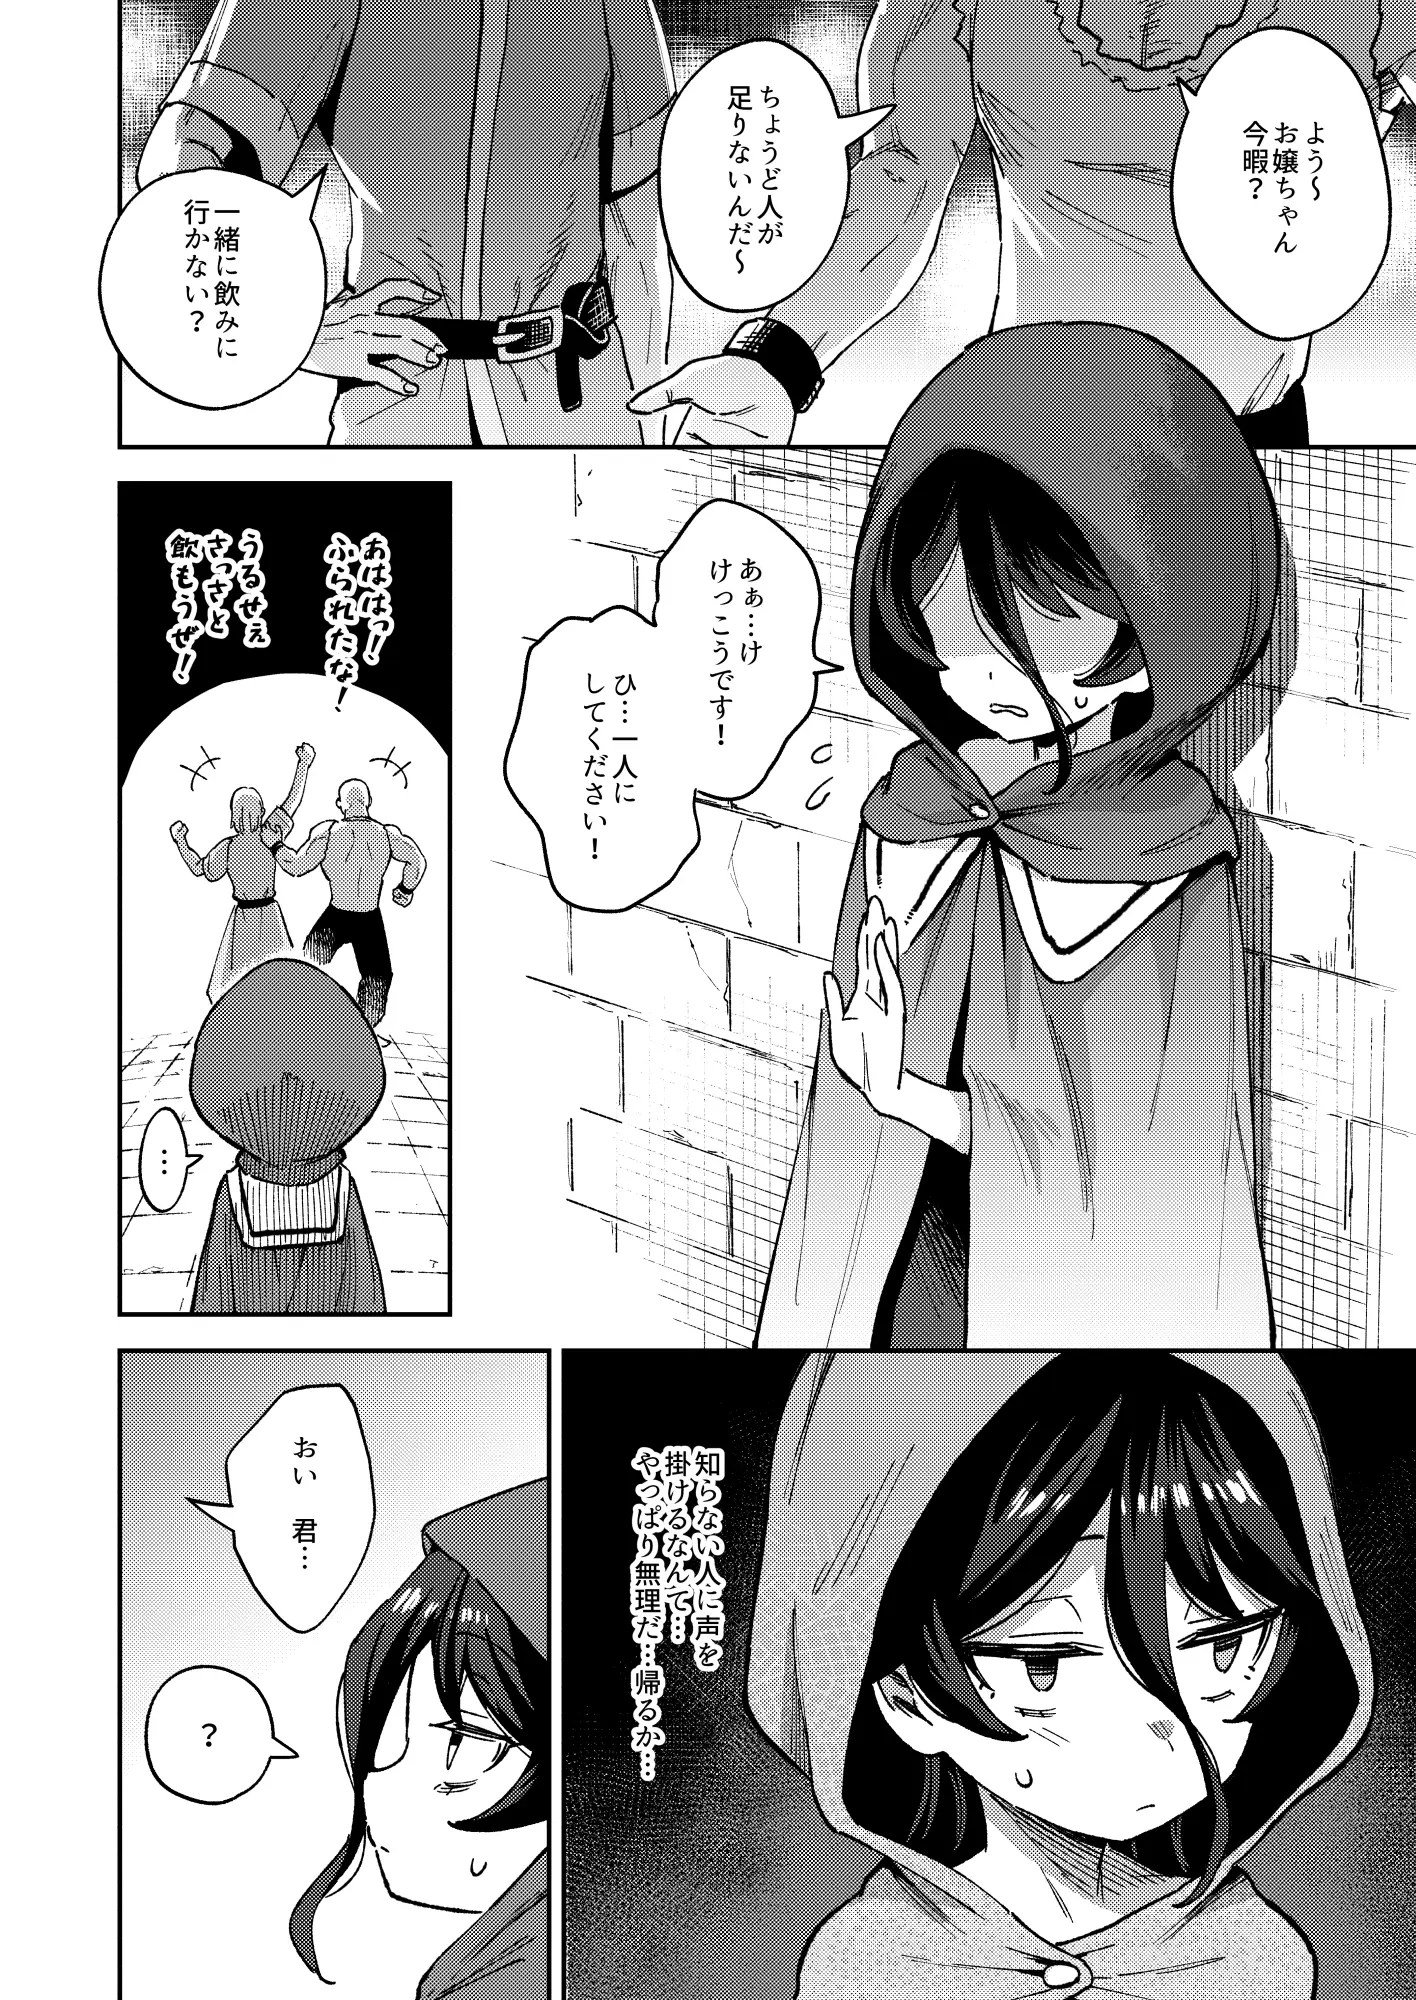 よう～
お嬢ちゃん
今暇？
ちょうど人が
足りないんだ～
一緒に飲みに
行かない？
あぁ…け
けっこうです！
ひ…一人に
してください！
あははっ！
ふられたな！
うるせぇ
さっさと
飲もうぜ！
…
知らない人に声を
掛けるなんて…
やっぱり無理だ…帰るか…
おい　君…
？